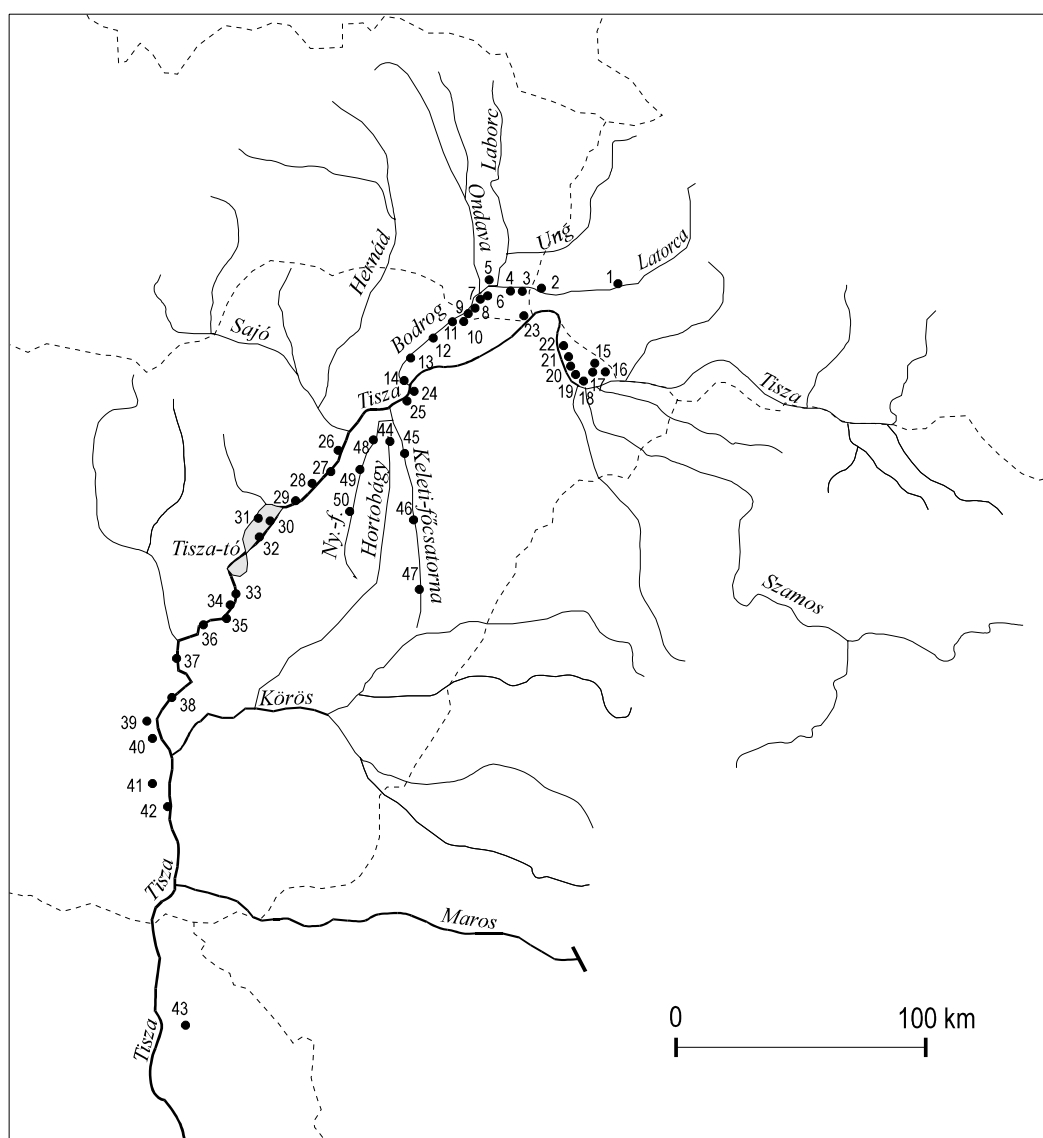 Laborc
Ondava
Ung
Latorca
Hernád
5
4
3
2
1
7
6
9
8
Sajó
Bodrog
11
10
23
12
22
15
13
21
16
14
20
17
Tisza
24
19
18
Tisza
25
44
45
26
48
27
49
28
50
Keleti-főcsatorna
Hortobágy
Ny.-f.
29
31
30
46
Tisza-tó
32
47
33
34
35
36
Szamos
37
38
Körös
39
40
41
42
Tisza
Maros
43
Tisza
0
100 km